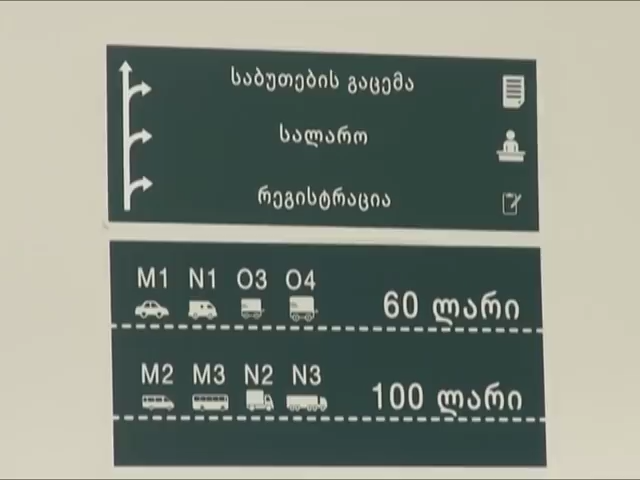 საბუთების გაცემა
სალარო
რეგისტრაცია
M1 N1 O3 O4 60 ლარი
M2 M3 N2 N3 100 ლარი